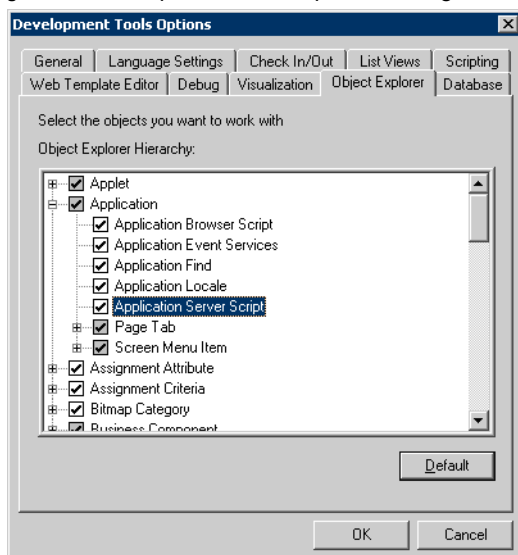 Development Tools Options
General Language Settings Check In/Out List Views Scripting
Web Template Editor Debug Visualization Object Explorer Database
Select the objects you want to work with
Object Explorer Hierarchy:
Applet
Application
Application Browser Script
Application Event Services
Application Find
Application Locale
Application Server Script
Page Tab
Screen Menu Item
Assignment Attribute
Assignment Criteria
Bitmap Category
Business Component
Default
OK Cancel